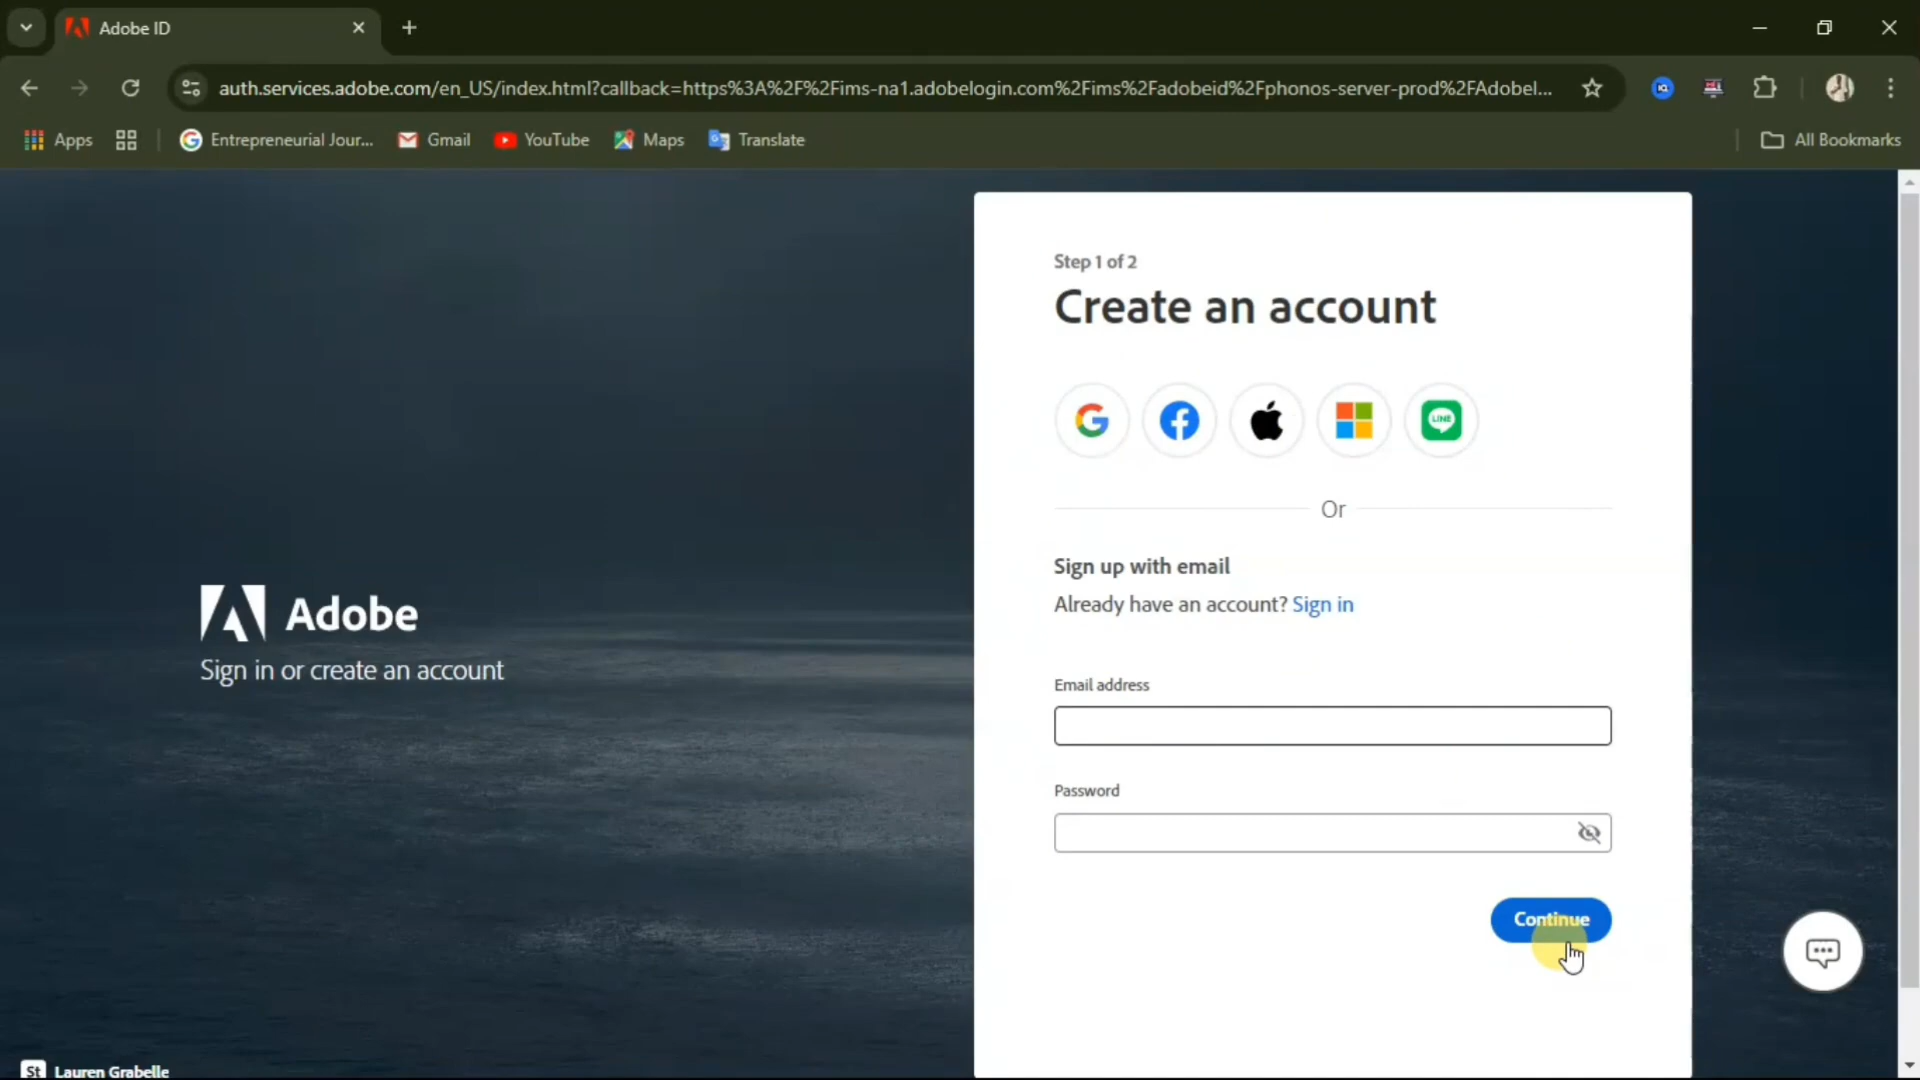 Adobe ID
auth.services.adobe.com/en_US/index.html?callback=https%3A%2F%2Fims-na1.adobelogin.com%2Fims%2Fadobeid%2Fphonos-server-prod%2FAdobel...
Apps
Entrepreneurial Jour...
Gmail
YouTube
Maps
Translate
All Bookmarks
Step 1 of 2
Create an account
LINE
Or
Sign up with email
Already have an account? Sign in
Adobe
Sign in or create an account
Email address
Password
Continue
St Lauren Grabelle